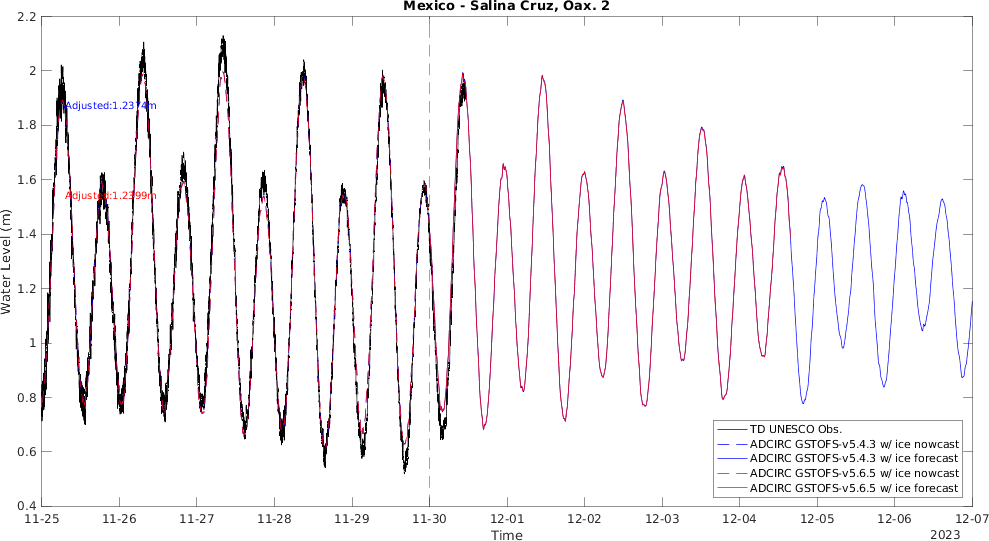 Mexico - Salina Cruz, Oax. 2
Water Level (m)
2.2
2
1.8
1.6
1.4
1.2
1
0.8
0.6
0.4
Adjusted:1.2374m
Adjusted:1.2399m
TD UNESCO Obs.
ADCIRC GSTOFS-v5.4.3 w/ ice nowcast
ADCIRC GSTOFS-v5.4.3 w/ ice forecast
ADCIRC GSTOFS-v5.6.5 w/ ice nowcast
ADCIRC GSTOFS-v5.6.5 w/ ice forecast
11-25 11-26 11-27 11-28 11-29 11-30 12-01 12-02 12-03 12-04 12-05 12-06 12-07
Time
2023